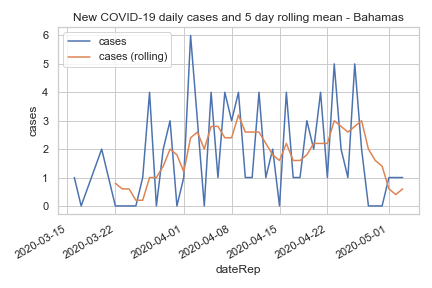 New COVID-19 daily cases and 5 day rolling mean - Bahamas
cases
cases (rolling)
6
5
4
3
2
1
0
cases
2020-03-15
2020-03-22
2020-04-01
2020-04-08
2020-04-15
2020-04-22
2020-05-01
dateRep